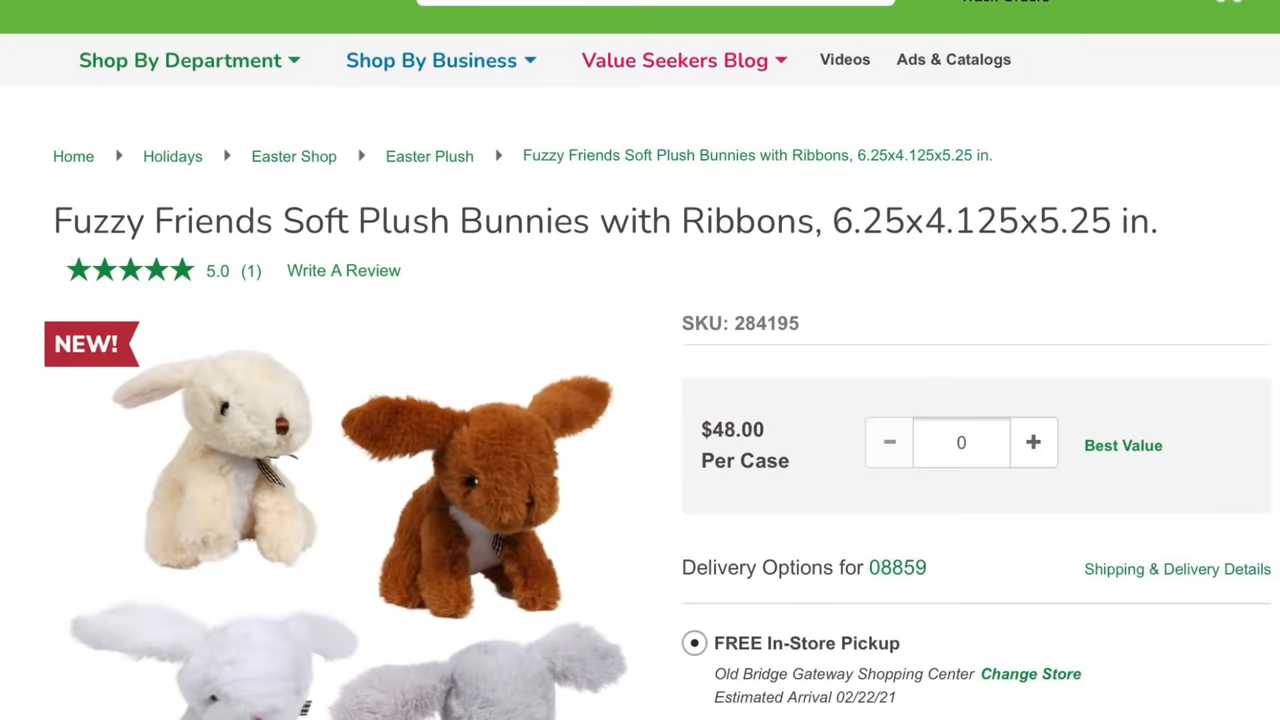 Shop By Department
Shop By Business
Value Seekers Blog
Videos
Ads & Catalogs
Home
Holidays
Easter Shop
Easter Plush
Fuzzy Friends Soft Plush Bunnies with Ribbons, 6.25x4.125x5.25 in.
Fuzzy Friends Soft Plush Bunnies with Ribbons, 6.25x4.125x5.25 in.
5.0 (1) Write A Review
NEW!
SKU: 284195
$48.00
Per Case
0
Best Value
Delivery Options for 08859
Shipping & Delivery Details
FREE In-Store Pickup
Old Bridge Gateway Shopping Center Change Store
Estimated Arrival 02/22/21